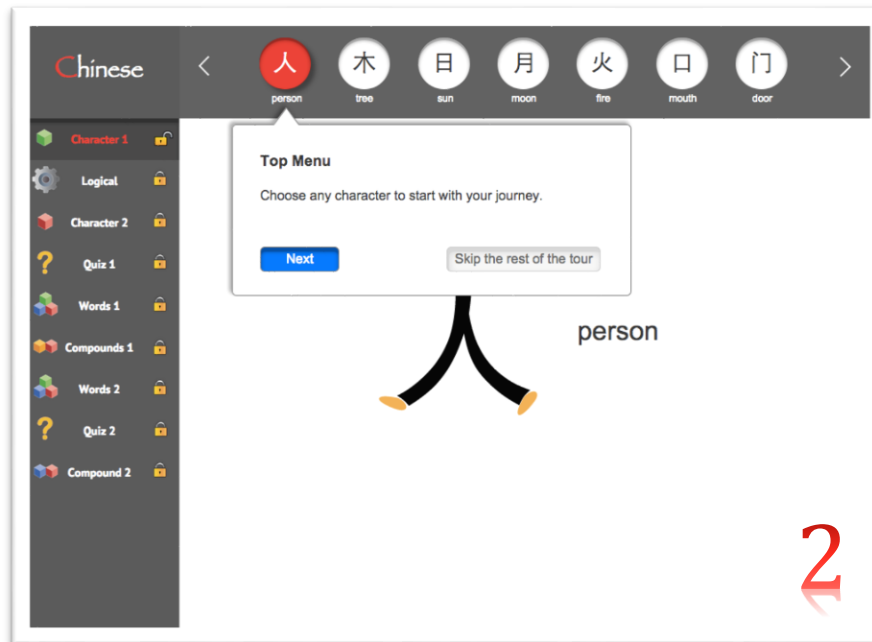 Chinese
人 木 日 月 火 口 门
person tree sun moon fire mouth door
Character 1
Logical
Character 2
Quiz 1
Words 1
Compounds 1
Words 2
Quiz 2
Compound 2
Top Menu
Choose any character to start with your journey.
Next Skip the rest of the tour
person
2